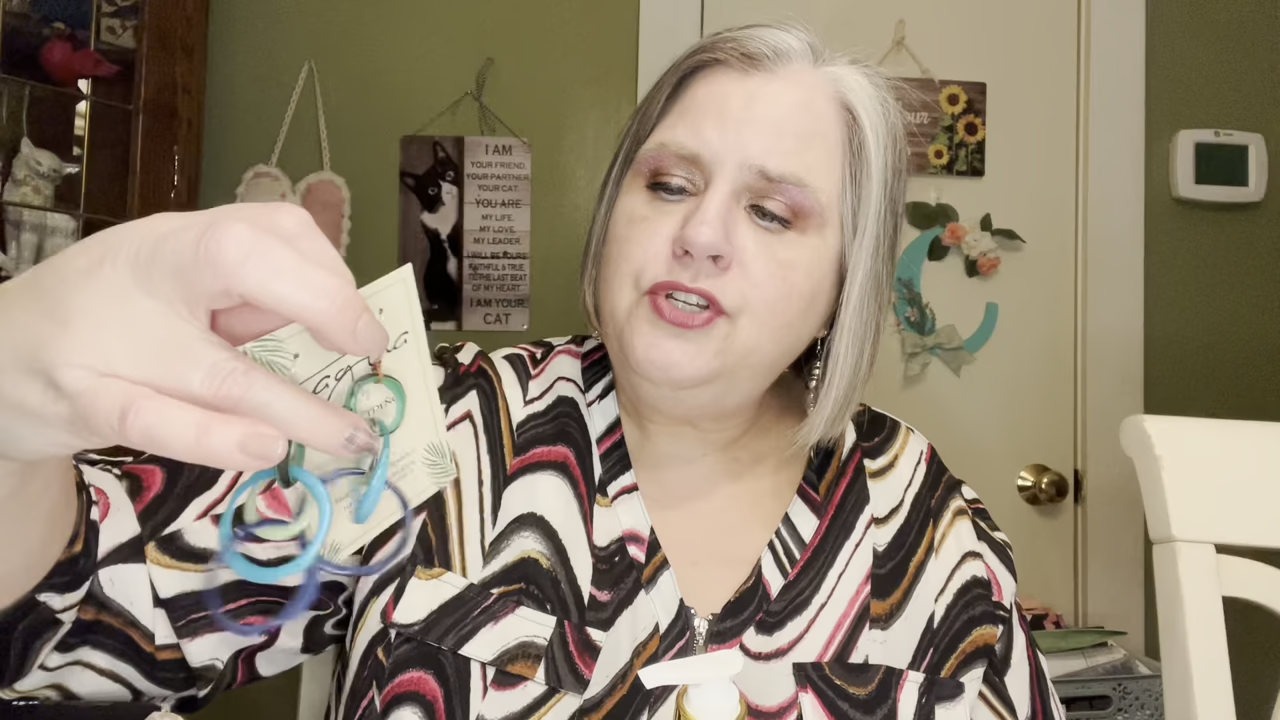 I AM
YOUR FRIEND,
YOUR PARTNER
YOUR CAT.
YOU ARE
MY LIFE.
MY LOVE.
MY LEADER.
I WILL BE YOURS
FAITHFUL & TRUE,
TIL THE LAST BEAT
OF MY HEART.
I AM YOUR
CAT